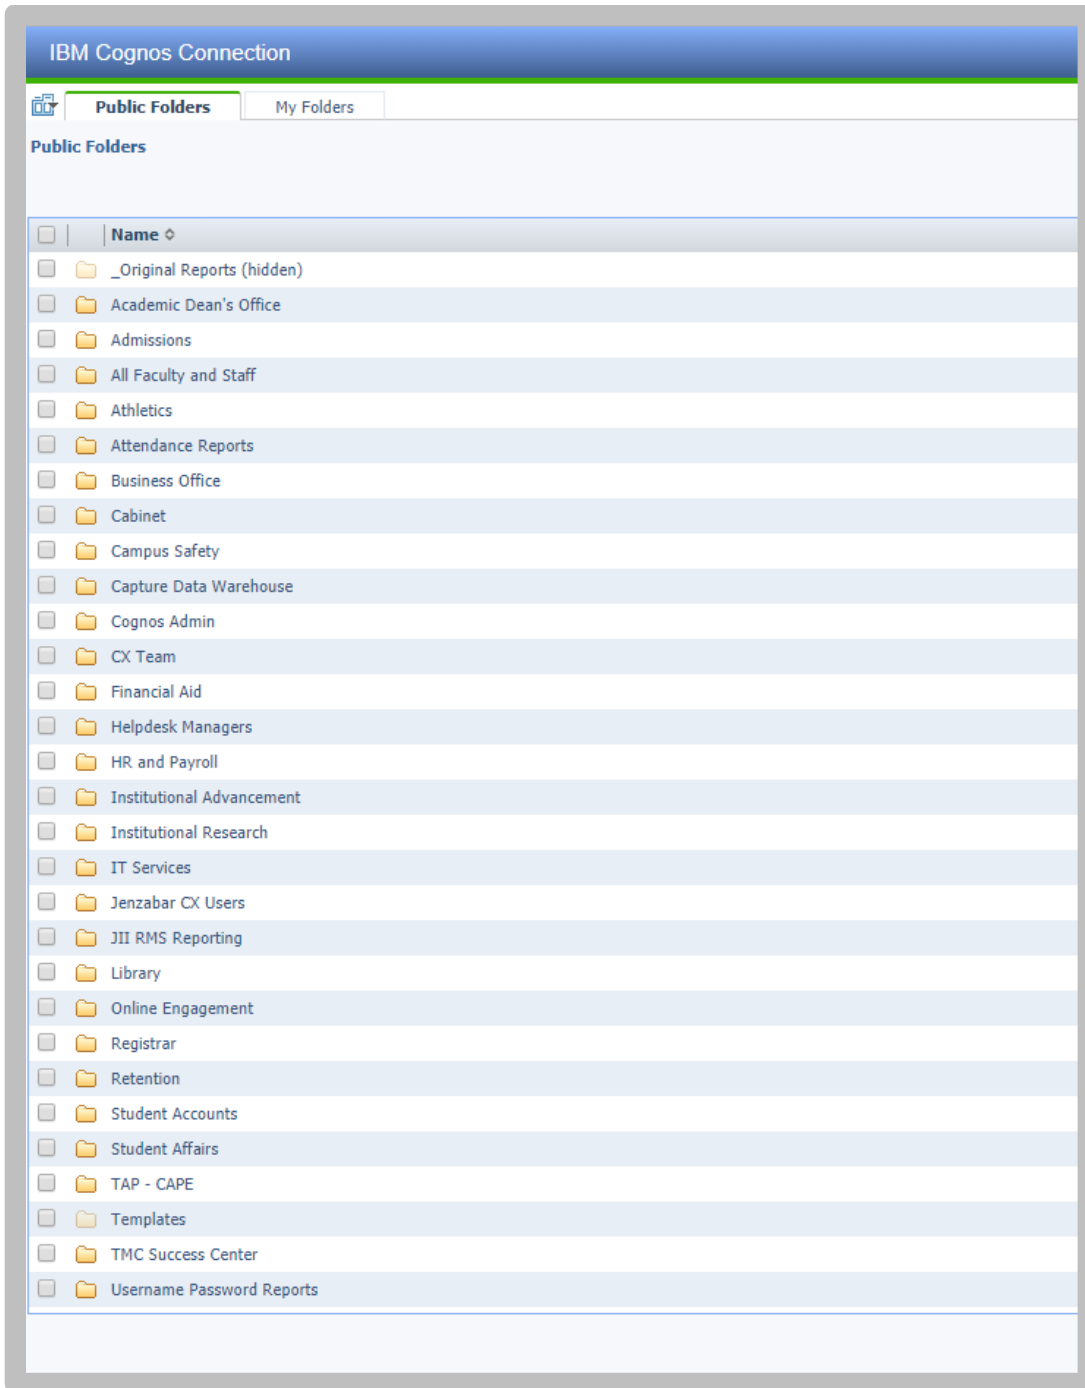 IBM Cognos Connection
Public Folders My Folders
Public Folders
Name
_Original Reports (hidden)
Academic Dean's Office
Admissions
All Faculty and Staff
Athletics
Attendance Reports
Business Office
Cabinet
Campus Safety
Capture Data Warehouse
Cognos Admin
CX Team
Financial Aid
Helpdesk Managers
HR and Payroll
Institutional Advancement
Institutional Research
IT Services
Jenzabar CX Users
JII RMS Reporting
Library
Online Engagement
Registrar
Retention
Student Accounts
Student Affairs
TAP - CAPE
Templates
TMC Success Center
Username Password Reports